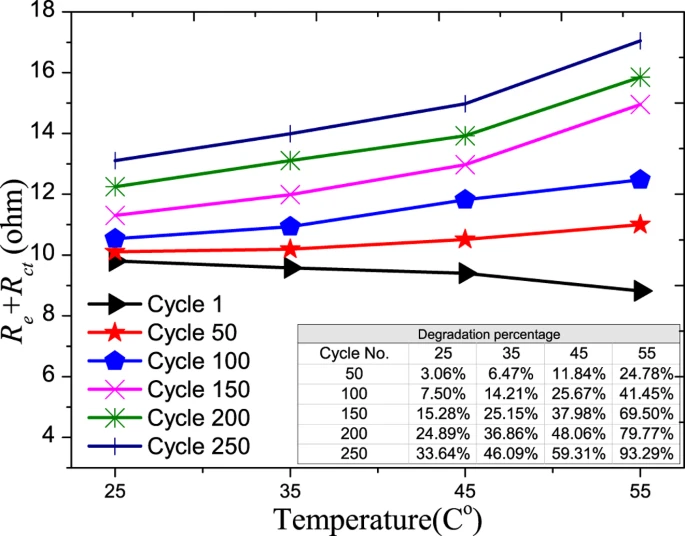 18
16
14
12
10
8
6
4
R_e+R_ct (ohm)
Cycle 1
Cycle 50
Cycle 100
Cycle 150
Cycle 200
Cycle 250
Degradation percentage
Cycle No. 25 35 45 55
50 3.06% 6.47% 11.84% 24.78%
100 7.50% 14.21% 25.67% 41.45%
150 15.28% 25.15% 37.98% 69.50%
200 24.89% 36.86% 48.06% 79.77%
250 33.64% 46.09% 59.31% 93.29%
25 35 45 55
Temperature(Cº)